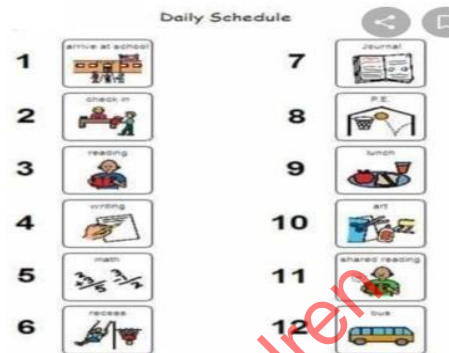 Daily Schedule
1 arrive at school
2 check in
3 reading
4 writing
5 math
6 recess
7 Journal
8 P.E.
9 lunch
10 art
11 shared reading
12 bus